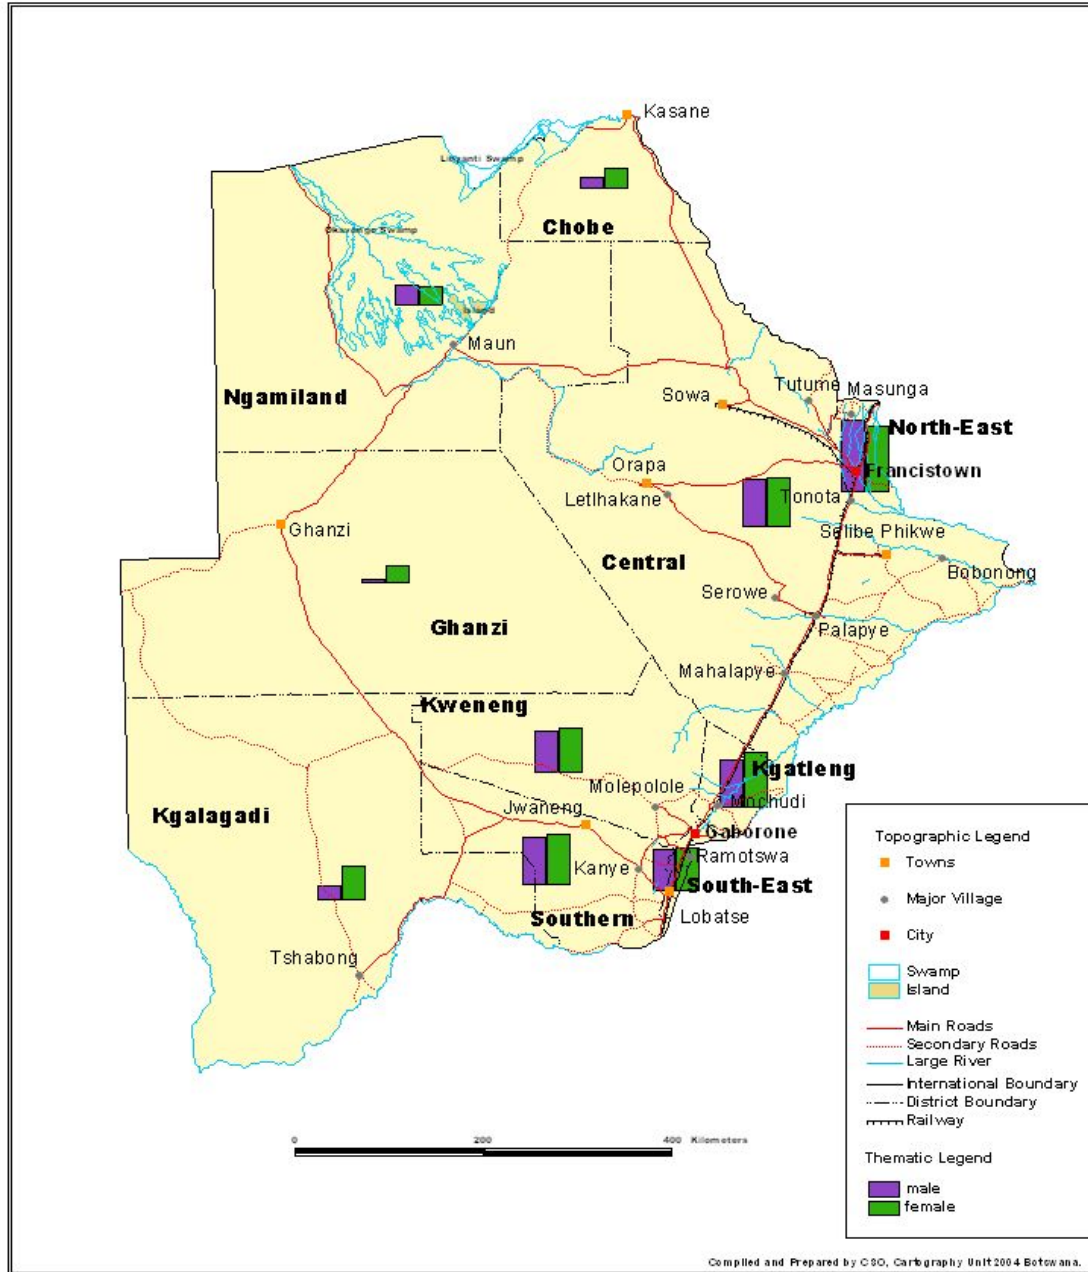 Kasane
Linyanti Swamp
Chobe
Okavango Swamp
Island
Maun
Ngamiland
Sowa
Tutume
Masunga
North-East
Orapa
Francistown
Letlhakane
Tonota
Ghanzi
Selibe Phikwe
Central
Bobonong
Serowe
Ghanzi
Palapye
Mahalapye
Kweneng
Kgatleng
Molepolole
Jwaneng
Mochudi
Kgalagadi
Gaborone
Ramotswa
Kanye
South-East
Southern
Lobatse
Tshabong
Topographic Legend
Towns
Major Village
City
Swamp
Island
Main Roads
Secondary Roads
Large River
International Boundary
District Boundary
Railway
Thematic Legend
male
female
0 200 400 Kilometers
Compiled and Prepared by CSO, Cartography Unit 2004 Botswana.